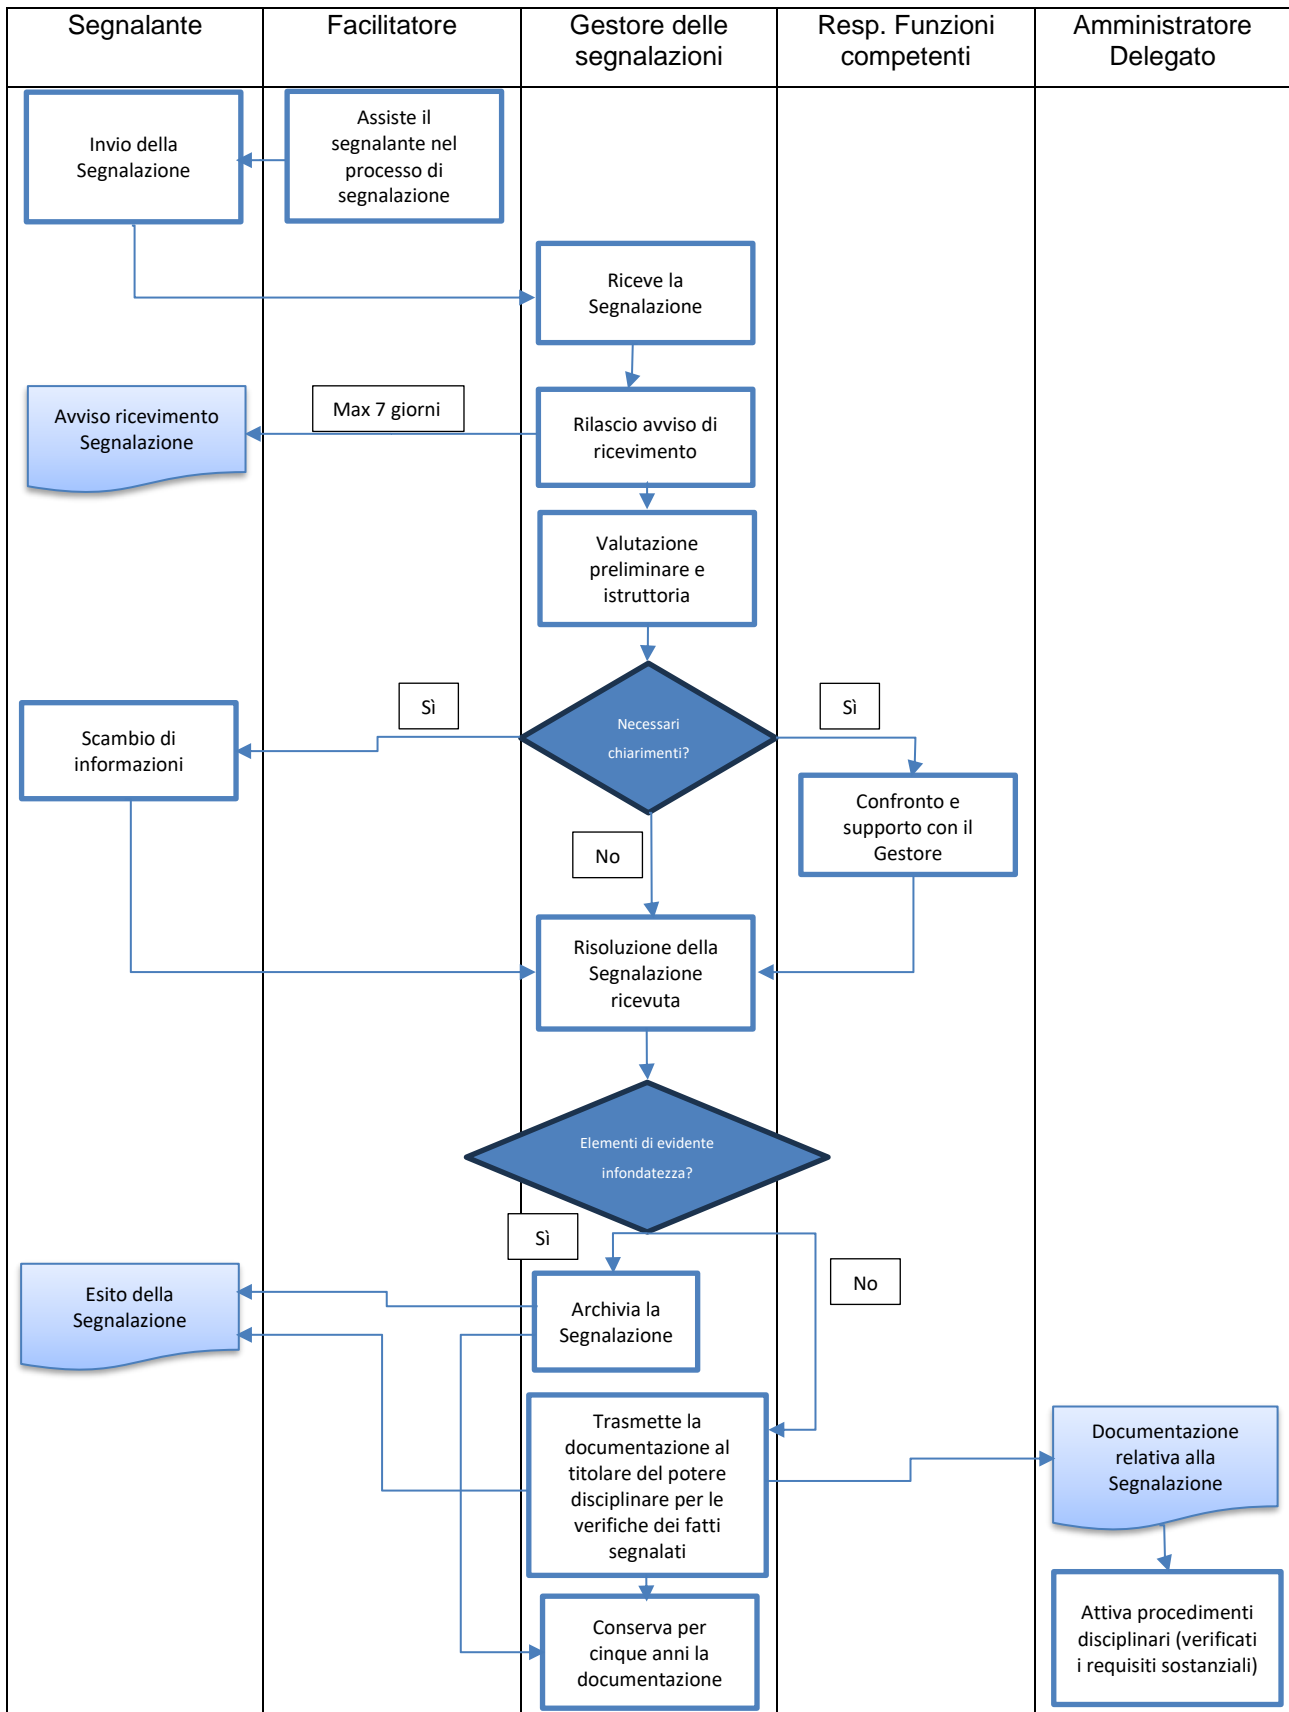 Segnalante
Facilitatore
Gestore delle
segnalazioni
Resp. Funzioni
competenti
Amministratore
Delegato
Invio della
Segnalazione
Assiste il
segnalante nel
processo di
segnalazione
Riceve la
Segnalazione
Avviso ricevimento
Segnalazione
Max 7 giorni
Rilascio avviso di
ricevimento
Valutazione
preliminare e
istruttoria
Sì
Necessari
chiarimenti?
Sì
Scambio di
informazioni
Confronto e
supporto con il
Gestore
No
Risoluzione della
Segnalazione
ricevuta
Elementi di evidente
infondatezza?
Sì
No
Esito della
Segnalazione
Archivia la
Segnalazione
Trasmette la
documentazione al
titolare del potere
disciplinare per le
verifiche dei fatti
segnalati
Documentazione
relativa alla
Segnalazione
Conserva per
cinque anni la
documentazione
Attiva procedimenti
disciplinari (verificati
i requisiti sostanziali)